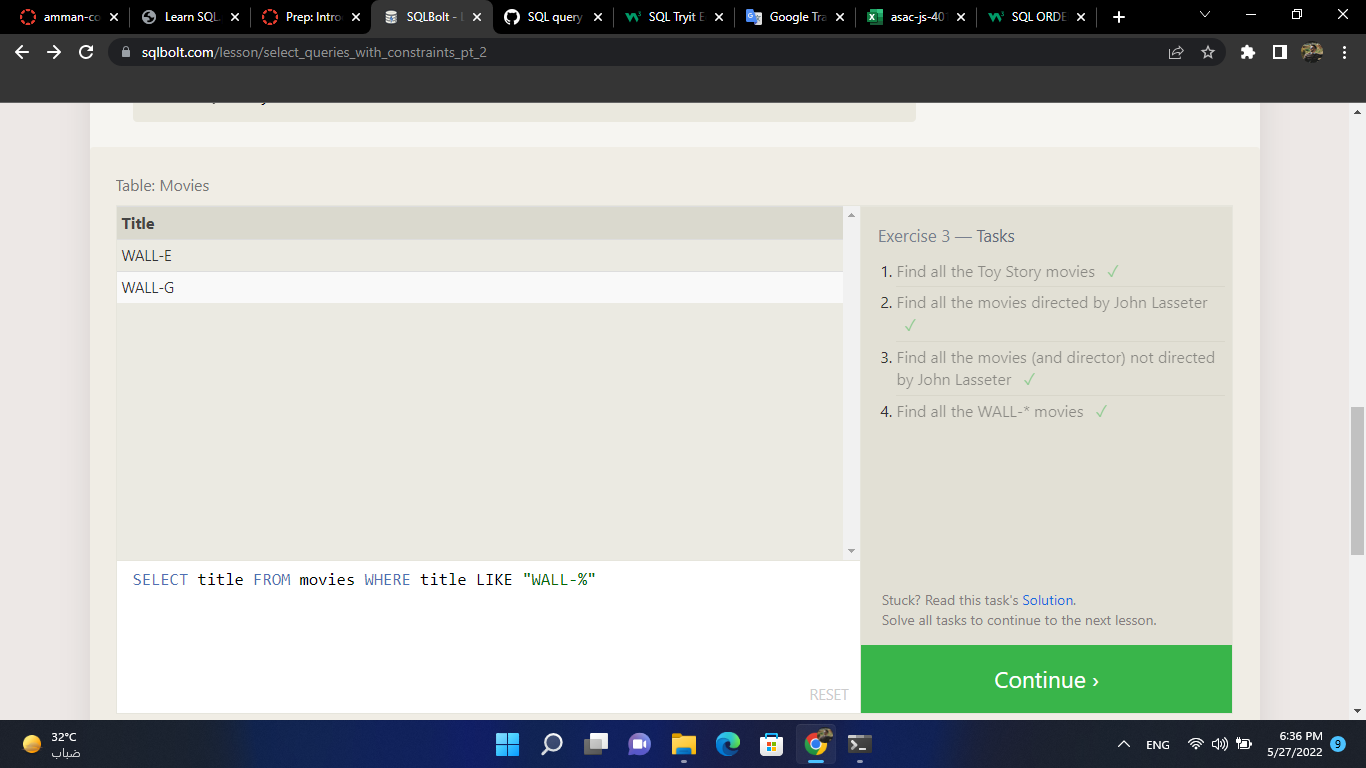 amman-co
Learn SQL
Prep: Intro
SQLBolt - L
SQL query
SQL Tryit E
Google Tra
asac-js-401
SQL ORDE
sqlbolt.com/lesson/select_queries_with_constraints_pt_2
Table: Movies
Title
WALL-E
WALL-G
SELECT title FROM movies WHERE title LIKE "WALL-%"
RESET
Exercise 3 — Tasks
1. Find all the Toy Story movies ✓
2. Find all the movies directed by John Lasseter
✓
3. Find all the movies (and director) not directed
by John Lasseter ✓
4. Find all the WALL-* movies ✓
Stuck? Read this task's Solution.
Solve all tasks to continue to the next lesson.
Continue ›
32°C
ضباب
ENG
6:36 PM
5/27/2022
9